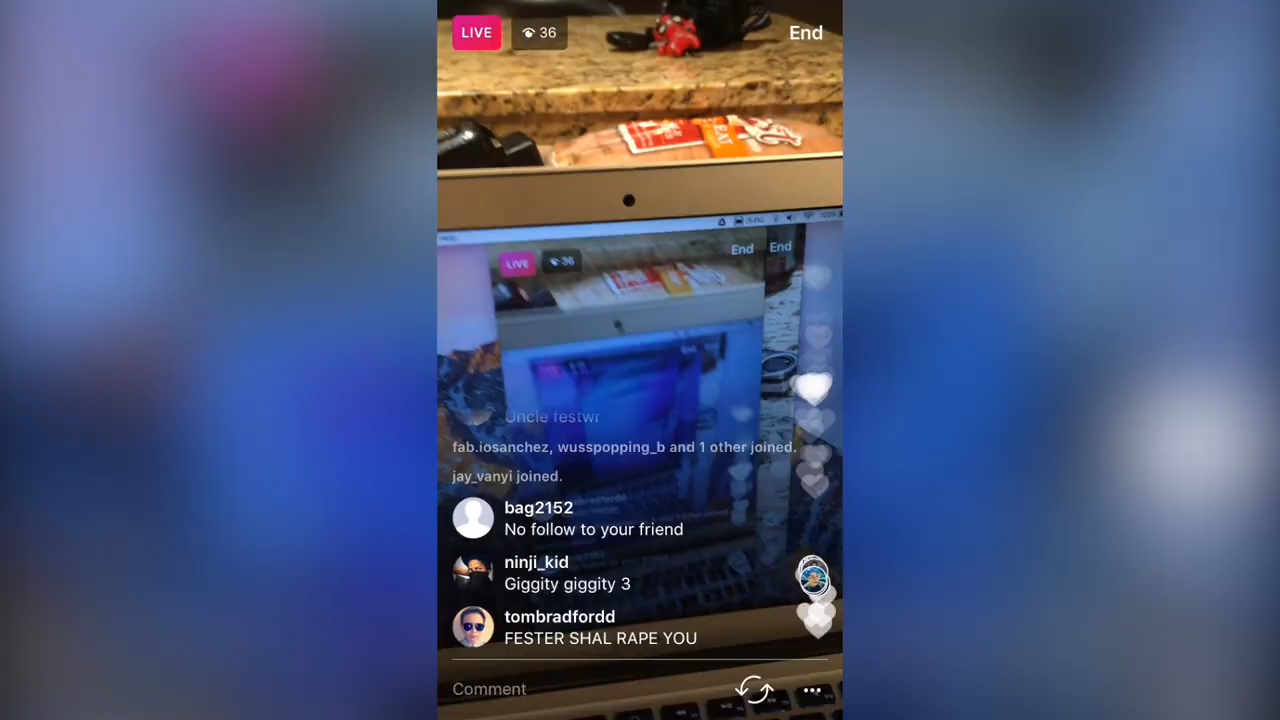 LIVE
36
End
LIVE
36
End
End
Uncle festwr
fab.iosanchez, wusspopping_b and 1 other joined.
jay_vanyi joined.
bag2152
No follow to your friend
ninji_kid
Giggity giggity 3
tombradfordd
FESTER SHAL RAPE YOU
Comment